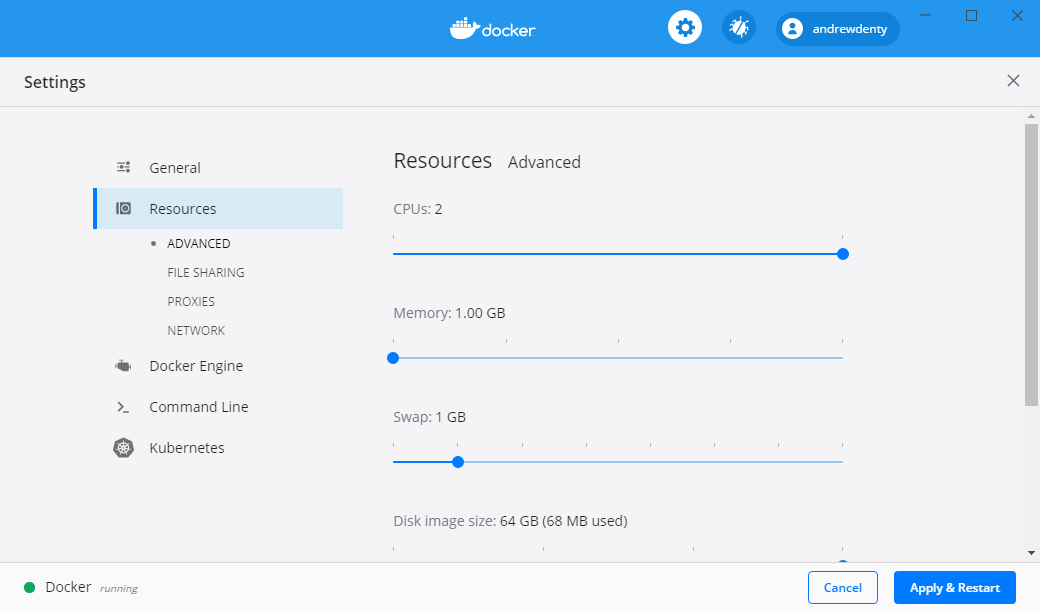 docker
andrewdenty
Settings
General
Resources
ADVANCED
FILE SHARING
PROXIES
NETWORK
Docker Engine
Command Line
Kubernetes
Resources Advanced
CPUs: 2
Memory: 1.00 GB
Swap: 1 GB
Disk image size: 64 GB (68 MB used)
Docker running
Cancel
Apply & Restart